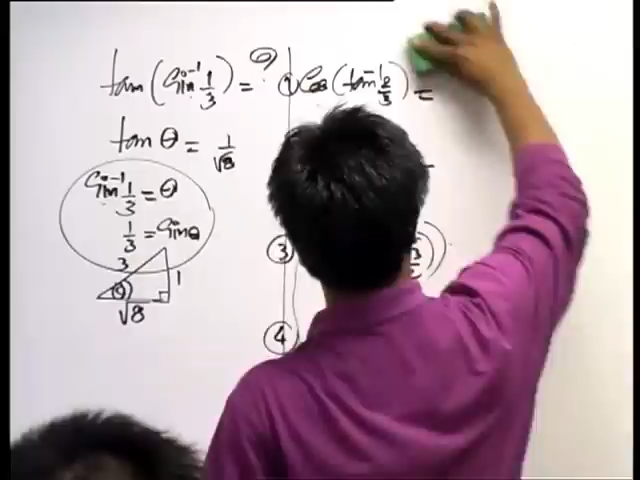 tan(sin⁻¹ 1/3) = ?
tan θ = 1/√8
sin⁻¹ 1/3 = θ
1/3 = sin θ
3
1
θ
√8
① cos(tan⁻¹ 2/3) =
③
④